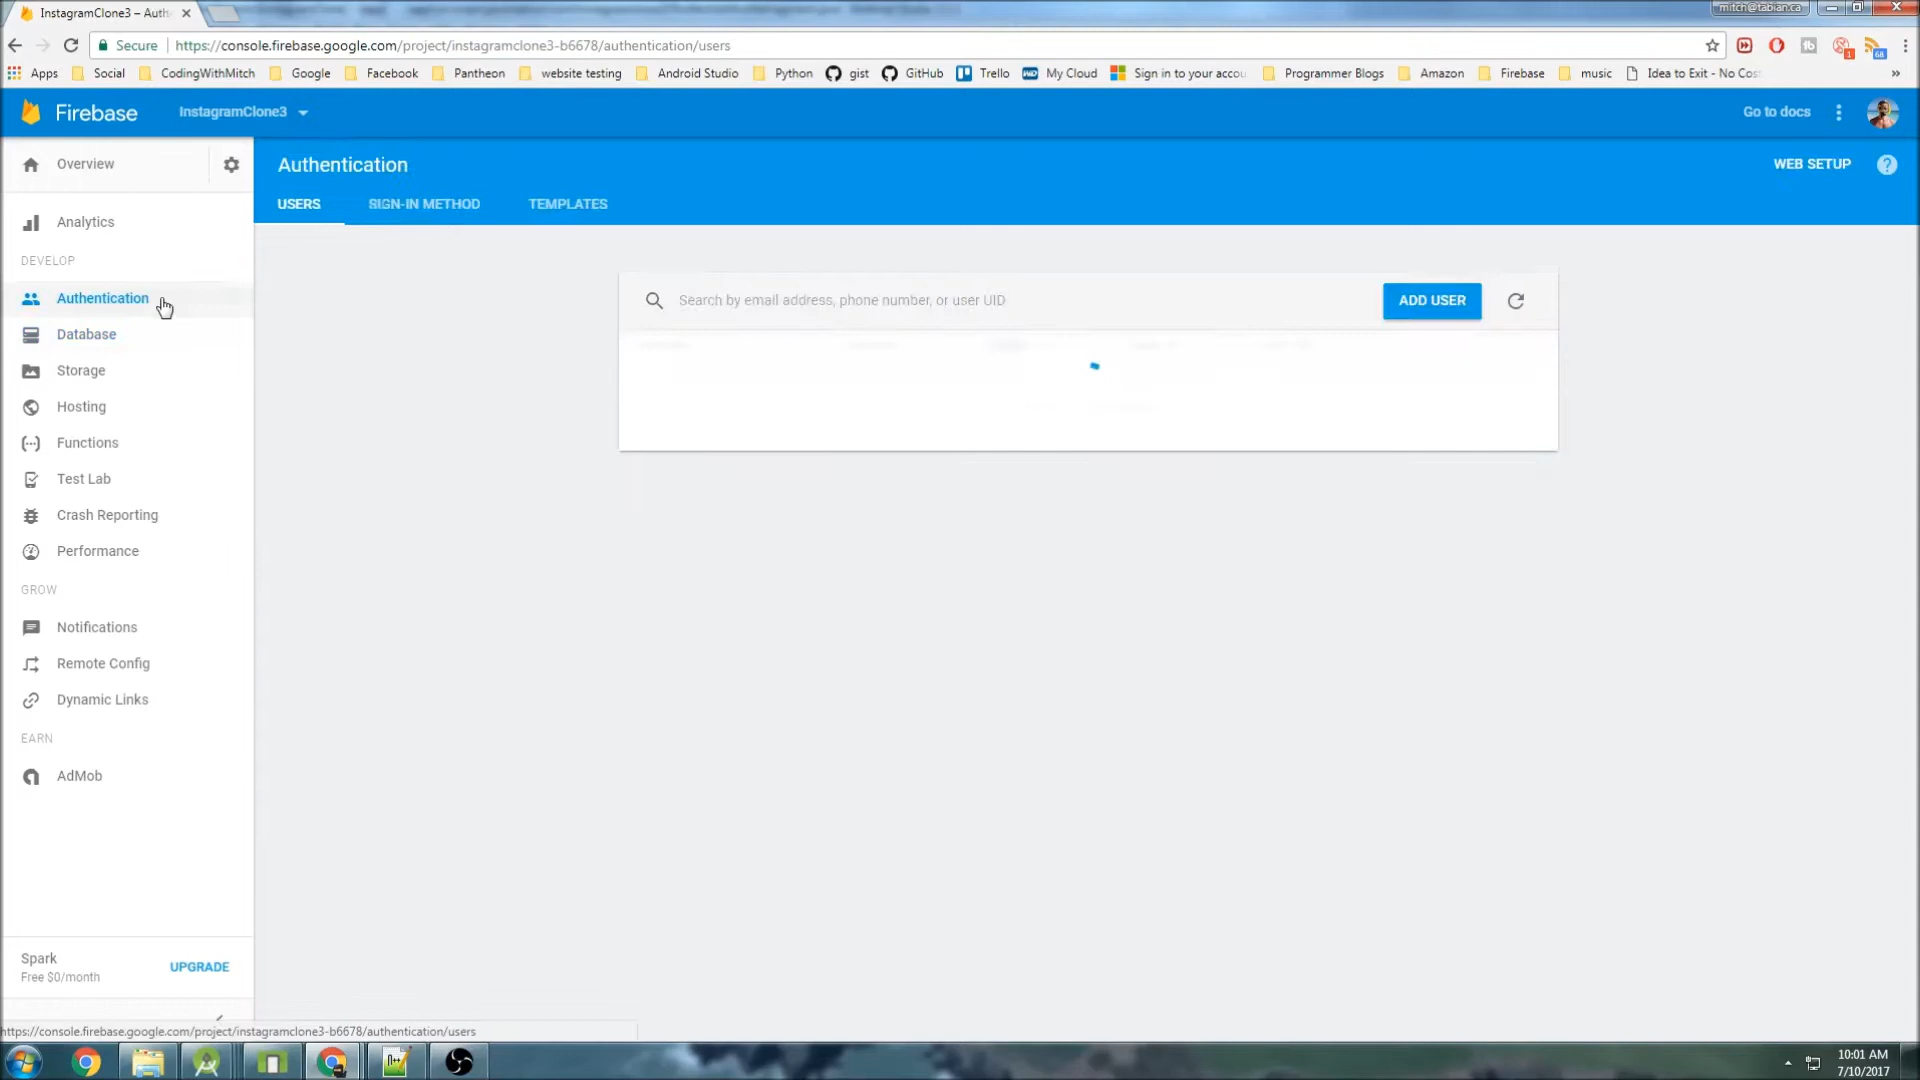 InstagramClone3 – Auth
mitch@tabian.ca
Secure
https://console.firebase.google.com/project/instagramclone3-b6678/authentication/users
Apps
Social
CodingWithMitch
Google
Facebook
Pantheon
website testing
Android Studio
Python
gist
GitHub
Trello
My Cloud
Sign in to your accou
Programmer Blogs
Amazon
Firebase
music
Idea to Exit - No Cos
»
Firebase
InstagramClone3
Go to docs
Overview
Authentication
WEB SETUP
USERS
SIGN-IN METHOD
TEMPLATES
Analytics
DEVELOP
Authentication
Database
Storage
Hosting
Functions
Test Lab
Crash Reporting
Performance
GROW
Notifications
Remote Config
Dynamic Links
EARN
AdMob
Search by email address, phone number, or user UID
ADD USER
Spark
Free $0/month
UPGRADE
https://console.firebase.google.com/project/instagramclone3-b6678/authentication/users
10:01 AM
7/10/2017